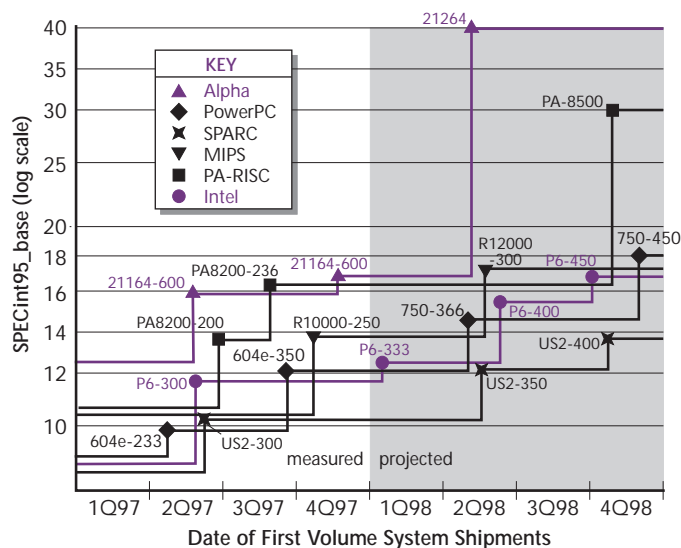 SPECint95_base (log scale)
40
35
30
25
20
18
16
14
12
10
KEY
Alpha
PowerPC
SPARC
MIPS
PA-RISC
Intel
21264
PA-8500
750-450
R12000
-300
P6-450
21164-600
PA8200-236
21164-600
750-366
P6-400
PA8200-200
R10000-250
US2-400
604e-350
P6-333
P6-300
US2-350
604e-233
US2-300
measured
projected
1Q97
2Q97
3Q97
4Q97
1Q98
2Q98
3Q98
4Q98
Date of First Volume System Shipments